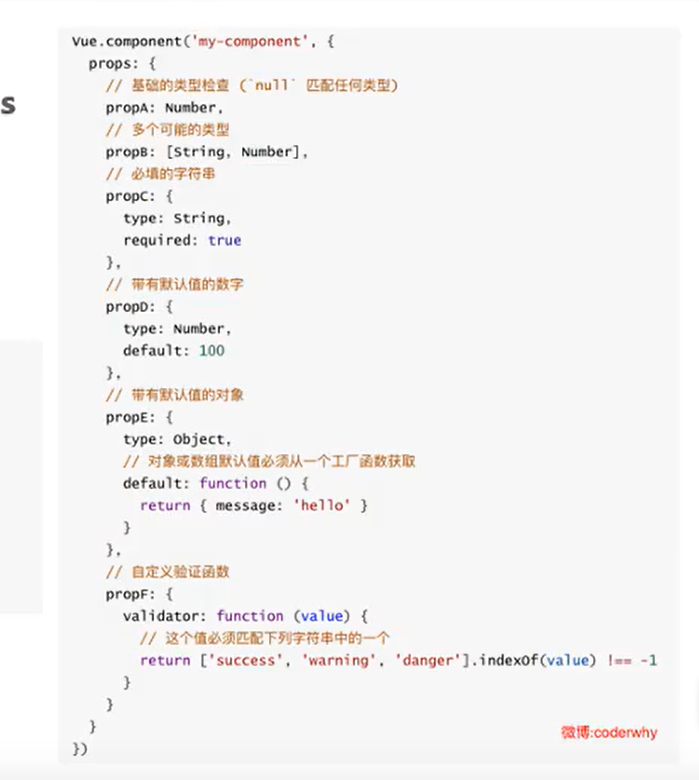 s
Vue.component('my-component', {
  props: {
    // 基础的类型检查 (`null` 匹配任何类型)
    propA: Number,
    // 多个可能的类型
    propB: [String, Number],
    // 必填的字符串
    propC: {
      type: String,
      required: true
    },
    // 带有默认值的数字
    propD: {
      type: Number,
      default: 100
    },
    // 带有默认值的对象
    propE: {
      type: Object,
      // 对象或数组默认值必须从一个工厂函数获取
      default: function () {
        return { message: 'hello' }
      }
    },
    // 自定义验证函数
    propF: {
      validator: function (value) {
        // 这个值必须匹配下列字符串中的一个
        return ['success', 'warning', 'danger'].indexOf(value) !== -1
      }
    }
  }
})
微博:coderwhy